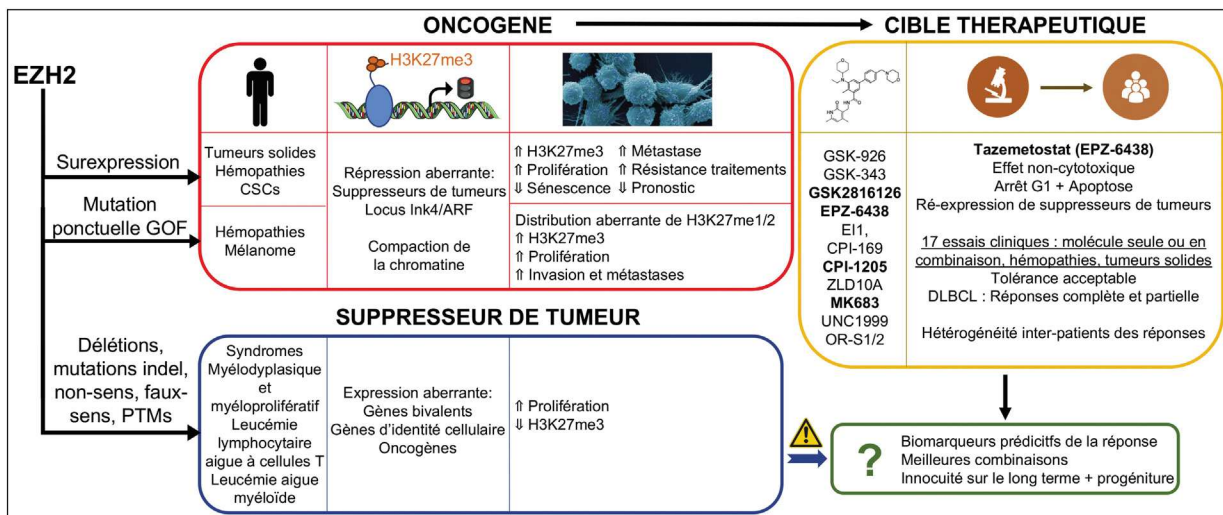 ONCOGENE
CIBLE THERAPEUTIQUE
EZH2
H3K27me3
Surexpression
Mutation
ponctuelle GOF
Tumeurs solides
Hémopathies
CSCs
Hémopathies
Mélanome
Répression aberrante:
Suppresseurs de tumeurs
Locus Ink4/ARF
Compaction de
la chromatine
⇑ H3K27me3 ⇑ Métastase
⇑ Prolifération ⇑ Résistance traitements
⇓ Sénescence ⇓ Pronostic
Distribution aberrante de H3K27me1/2
⇑ H3K27me3
⇑ Prolifération
⇑ Invasion et métastases
GSK-926
GSK-343
GSK2816126
EPZ-6438
EI1,
CPI-169
CPI-1205
ZLD10A
MK683
UNC1999
OR-S1/2
Tazemetostat (EPZ-6438)
Effet non-cytotoxique
Arrêt G1 + Apoptose
Ré-expression de suppresseurs de tumeurs
17 essais cliniques : molécule seule ou en
combinaison, hémopathies, tumeurs solides
Tolérance acceptable
DLBCL : Réponses complète et partielle
Hétérogénéité inter-patients des réponses
SUPPRESSEUR DE TUMEUR
Délétions,
mutations indel,
non-sens, faux-
sens, PTMs
Syndromes
Myélodyplasique
et
myéloprolifératif
Leucémie
lymphocytaire
aigue à cellules T
Leucémie aigue
myéloïde
Expression aberrante:
Gènes bivalents
Gènes d'identité cellulaire
Oncogènes
⇑ Prolifération
⇓ H3K27me3
?
Biomarqueurs prédicitifs de la réponse
Meilleures combinaisons
Innocuité sur le long terme + progéniture